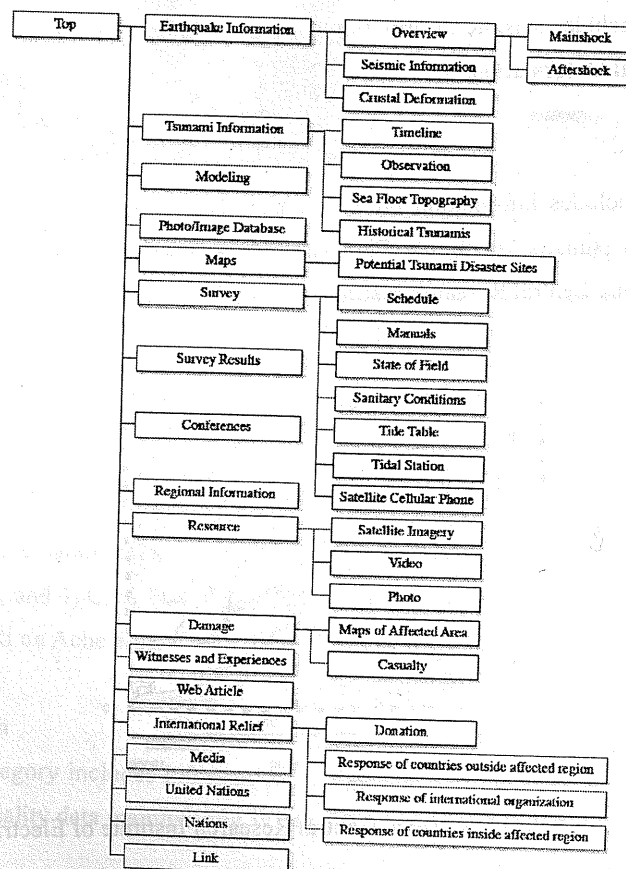 Top
Earthquake Information
Overview
Mainshock
Aftershock
Seismic Information
Crustal Deformation
Tsunami Information
Timeline
Observation
Modeling
Sea Floor Topography
Photo/Image Database
Historical Tsunamis
Maps
Potential Tsunami Disaster Sites
Survey
Schedule
Manuals
Survey Results
State of Field
Sanitary Conditions
Conferences
Tide Table
Tidal Station
Regional Information
Satellite Cellular Phone
Resource
Satellite Imagery
Video
Photo
Damage
Maps of Affected Area
Witnesses and Experiences
Casualty
Web Article
International Relief
Donation
Media
Response of countries outside affected region
United Nations
Response of international organization
Nations
Response of countries inside affected region
Link